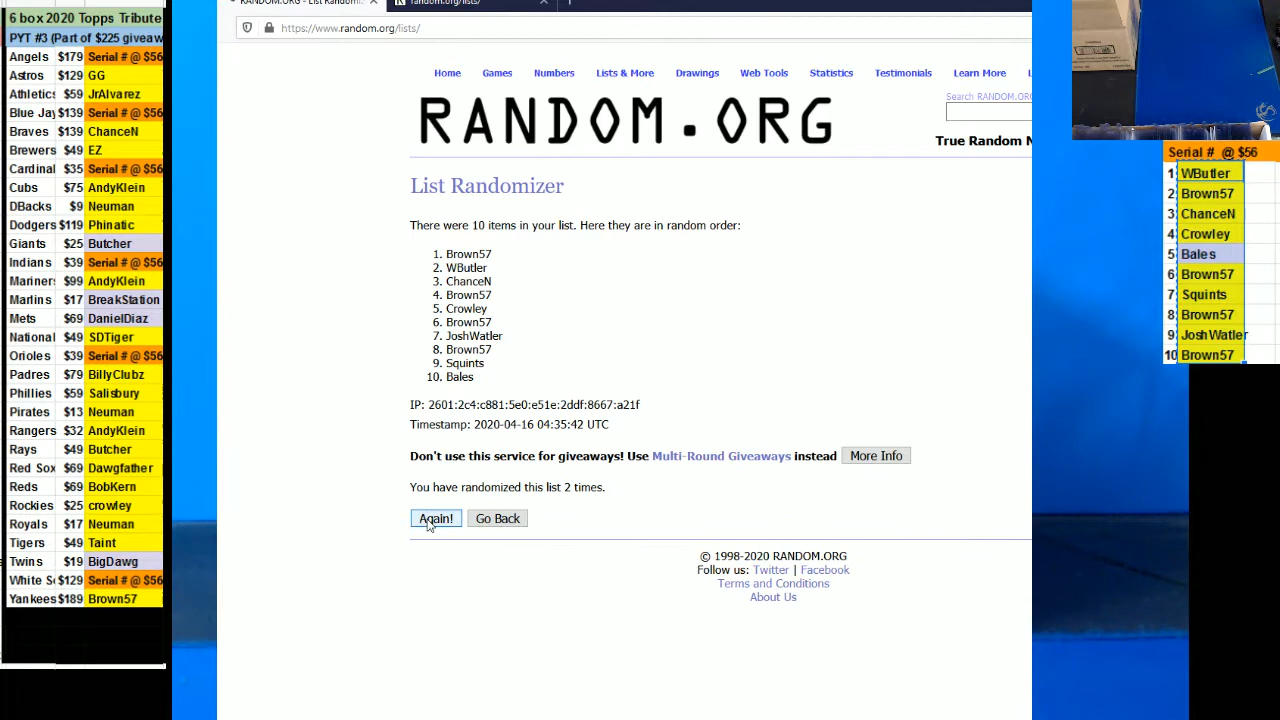 6 box 2020 Topps Tribute
PYT #3 (Part of $225 giveaw
Angels $179 Serial # @ $56
Astros $129 GG
Athletics $59 JrAlvarez
Blue Jay $139 Serial # @ $56
Braves $139 ChanceN
Brewers $49 EZ
Cardinal $35 Serial # @ $56
Cubs $75 AndyKlein
DBacks $9 Neuman
Dodgers $119 Phinatic
Giants $25 Butcher
Indians $39 Serial # @ $56
Mariners $99 AndyKlein
Marlins $17 BreakStation
Mets $69 DanielDiaz
National $49 SDTiger
Orioles $39 Serial # @ $56
Padres $79 BillyClubz
Phillies $59 Salisbury
Pirates $13 Neuman
Rangers $32 AndyKlein
Rays $49 Butcher
Red Sox $69 Dawgfather
Reds $69 BobKern
Rockies $25 crowley
Royals $17 Neuman
Tigers $49 Taint
Twins $19 BigDawg
White S $129 Serial # @ $56
Yankees $189 Brown57
RANDOM.ORG - List Randomizer
random.org/lists/
https://www.random.org/lists/
Home Games Numbers Lists & More Drawings Web Tools Statistics Testimonials Learn More
Search RANDOM.ORG
RANDOM.ORG
True Random N
List Randomizer
There were 10 items in your list. Here they are in random order:
1. Brown57
2. WButler
3. ChanceN
4. Brown57
5. Crowley
6. Brown57
7. JoshWatler
8. Brown57
9. Squints
10. Bales
IP: 2601:2c4:c881:5e0:e51e:2ddf:8667:a21f
Timestamp: 2020-04-16 04:35:42 UTC
Don't use this service for giveaways! Use Multi-Round Giveaways instead More Info
You have randomized this list 2 times.
Again! Go Back
© 1998-2020 RANDOM.ORG
Follow us: Twitter | Facebook
Terms and Conditions
About Us
Serial # @ $56
1 WButler
2 Brown57
3 ChanceN
4 Crowley
5 Bales
6 Brown57
7 Squints
8 Brown57
9 JoshWatler
10 Brown57